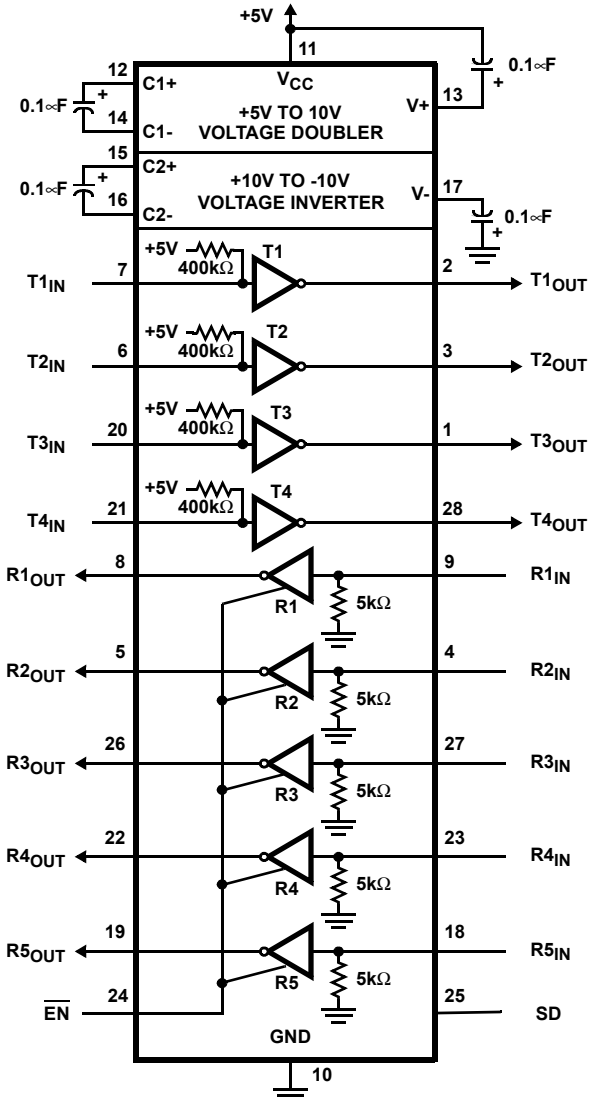 +5V
11
12
C1+
VCC
0.1∝F
+
0.1∝F
+
13
V+
14
C1-
+5V TO 10V
VOLTAGE DOUBLER
15
C2+
0.1∝F
+
+10V TO -10V
VOLTAGE INVERTER
V-
17
16
C2-
0.1∝F
+
+5V
400kΩ
T1
T1IN
7
2
T1OUT
+5V
400kΩ
T2
T2IN
6
3
T2OUT
+5V
400kΩ
T3
T3IN
20
1
T3OUT
+5V
400kΩ
T4
T4IN
21
28
T4OUT
R1OUT
8
9
R1IN
R1
5kΩ
R2OUT
5
4
R2IN
R2
5kΩ
R3OUT
26
27
R3IN
R3
5kΩ
R4OUT
22
23
R4IN
R4
5kΩ
R5OUT
19
18
R5IN
R5
5kΩ
E̅N̅
24
25
SD
GND
10